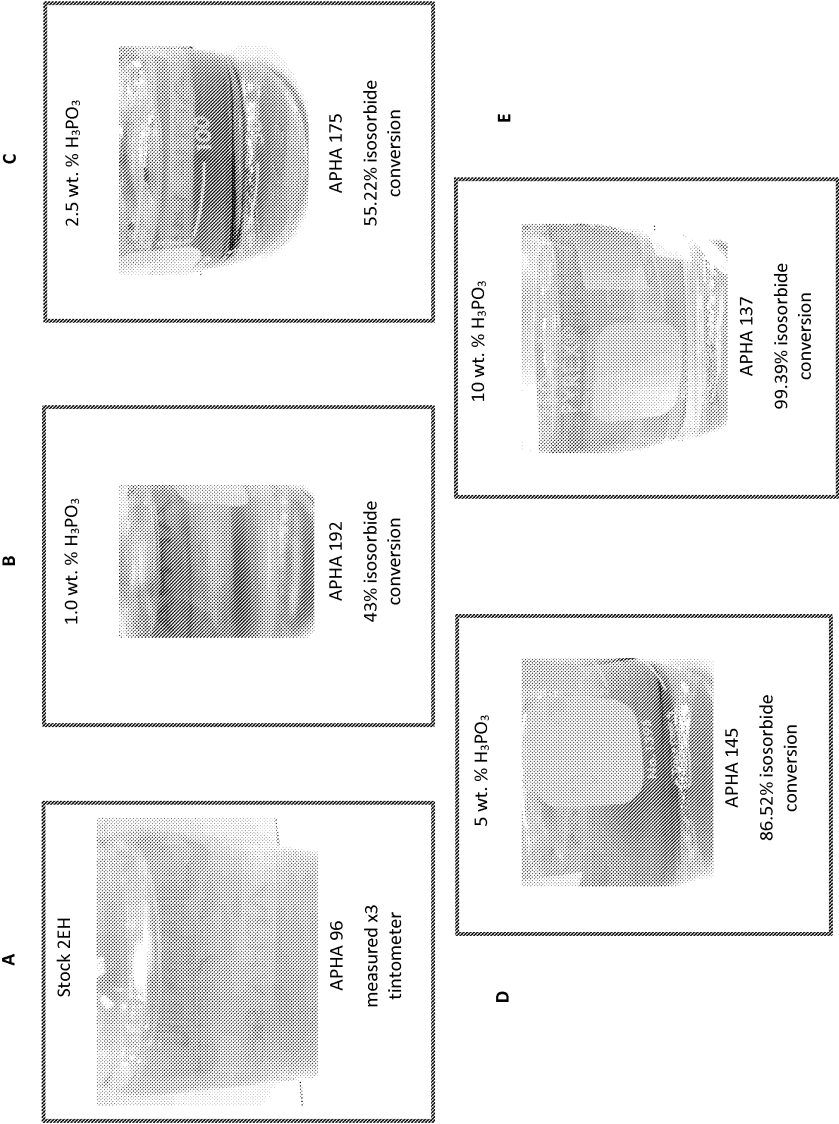 A
Stock 2EH
APHA 96
measured x3
tintometer
B
1.0 wt. % H₃PO₃
APHA 192
43% isosorbide
conversion
C
2.5 wt. % H₃PO₃
100
APHA 175
55.22% isosorbide
conversion
D
5 wt. % H₃PO₃
APHA 145
86.52% isosorbide
conversion
E
10 wt. % H₃PO₃
APHA 137
99.39% isosorbide
conversion